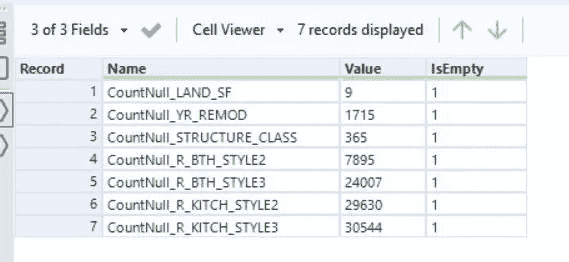 3 of 3 Fields Cell Viewer 7 records displayed
Record Name Value IsEmpty
1 CountNull_LAND_SF 9 1
2 CountNull_YR_REMOD 1715 1
3 CountNull_STRUCTURE_CLASS 365 1
4 CountNull_R_BTH_STYLE2 7895 1
5 CountNull_R_BTH_STYLE3 24007 1
6 CountNull_R_KITCH_STYLE2 29630 1
7 CountNull_R_KITCH_STYLE3 30544 1